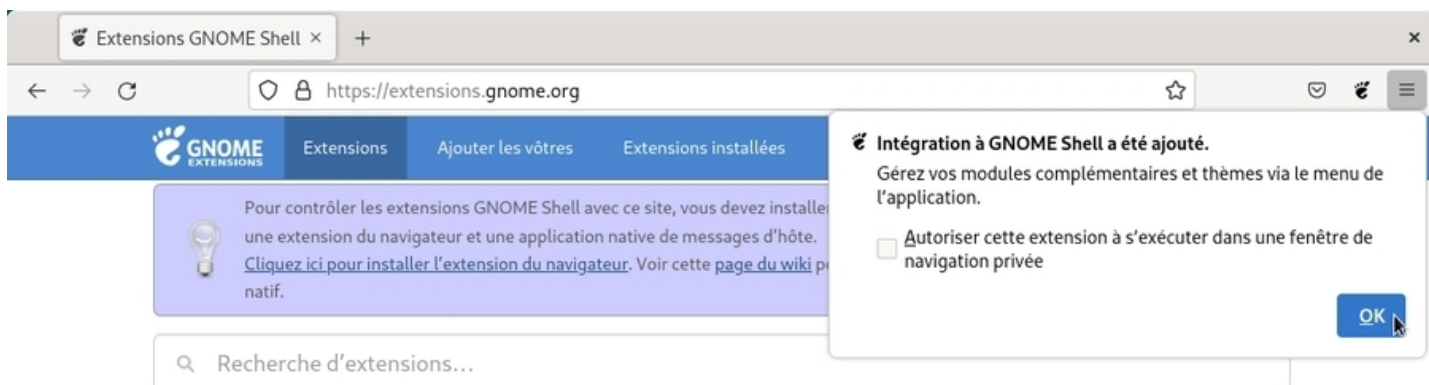 Extensions GNOME Shell
https://extensions.gnome.org
GNOME
EXTENSIONS
Extensions
Ajouter les vôtres
Extensions installées
Intégration à GNOME Shell a été ajouté.
Gérez vos modules complémentaires et thèmes via le menu de
l'application.
Autoriser cette extension à s'exécuter dans une fenêtre de
navigation privée
OK
Pour contrôler les extensions GNOME Shell avec ce site, vous devez installer
une extension du navigateur et une application native de messages d'hôte.
Cliquez ici pour installer l'extension du navigateur. Voir cette page du wiki
natif.
Recherche d'extensions...